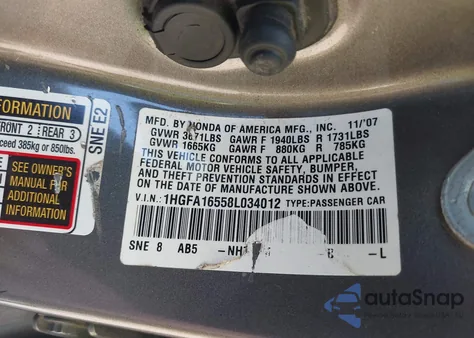 FORMATION
FRONT 2 REAR 3
ceed 385kg or 850lbs.
SEE OWNER'S
MANUAL FOR
ADDITIONAL
INFORMATION
SNE E2
MFD. BY HONDA OF AMERICA MFG., INC. 11/'07
GVWR 3671LBS GAWR F 1940LBS R 1731LBS
GVWR 1665KG GAWR F 880KG R 785KG
THIS VEHICLE CONFORMS TO ALL APPLICABLE
FEDERAL MOTOR VEHICLE SAFETY, BUMPER,
AND THEFT PREVENTION STANDARDS IN EFFECT
ON THE DATE OF MANUFACTURE SHOWN ABOVE.
V.I.N.: 1HGFA16558L034012 TYPE:PASSENGER CAR
SNE 8 AB5 -B -L
autoSnap